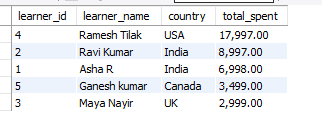 learner_id learner_name country total_spent
4 Ramesh Tilak USA 17,997.00
2 Ravi Kumar India 8,997.00
1 Asha R India 6,998.00
5 Ganesh kumar Canada 3,499.00
3 Maya Nayir UK 2,999.00